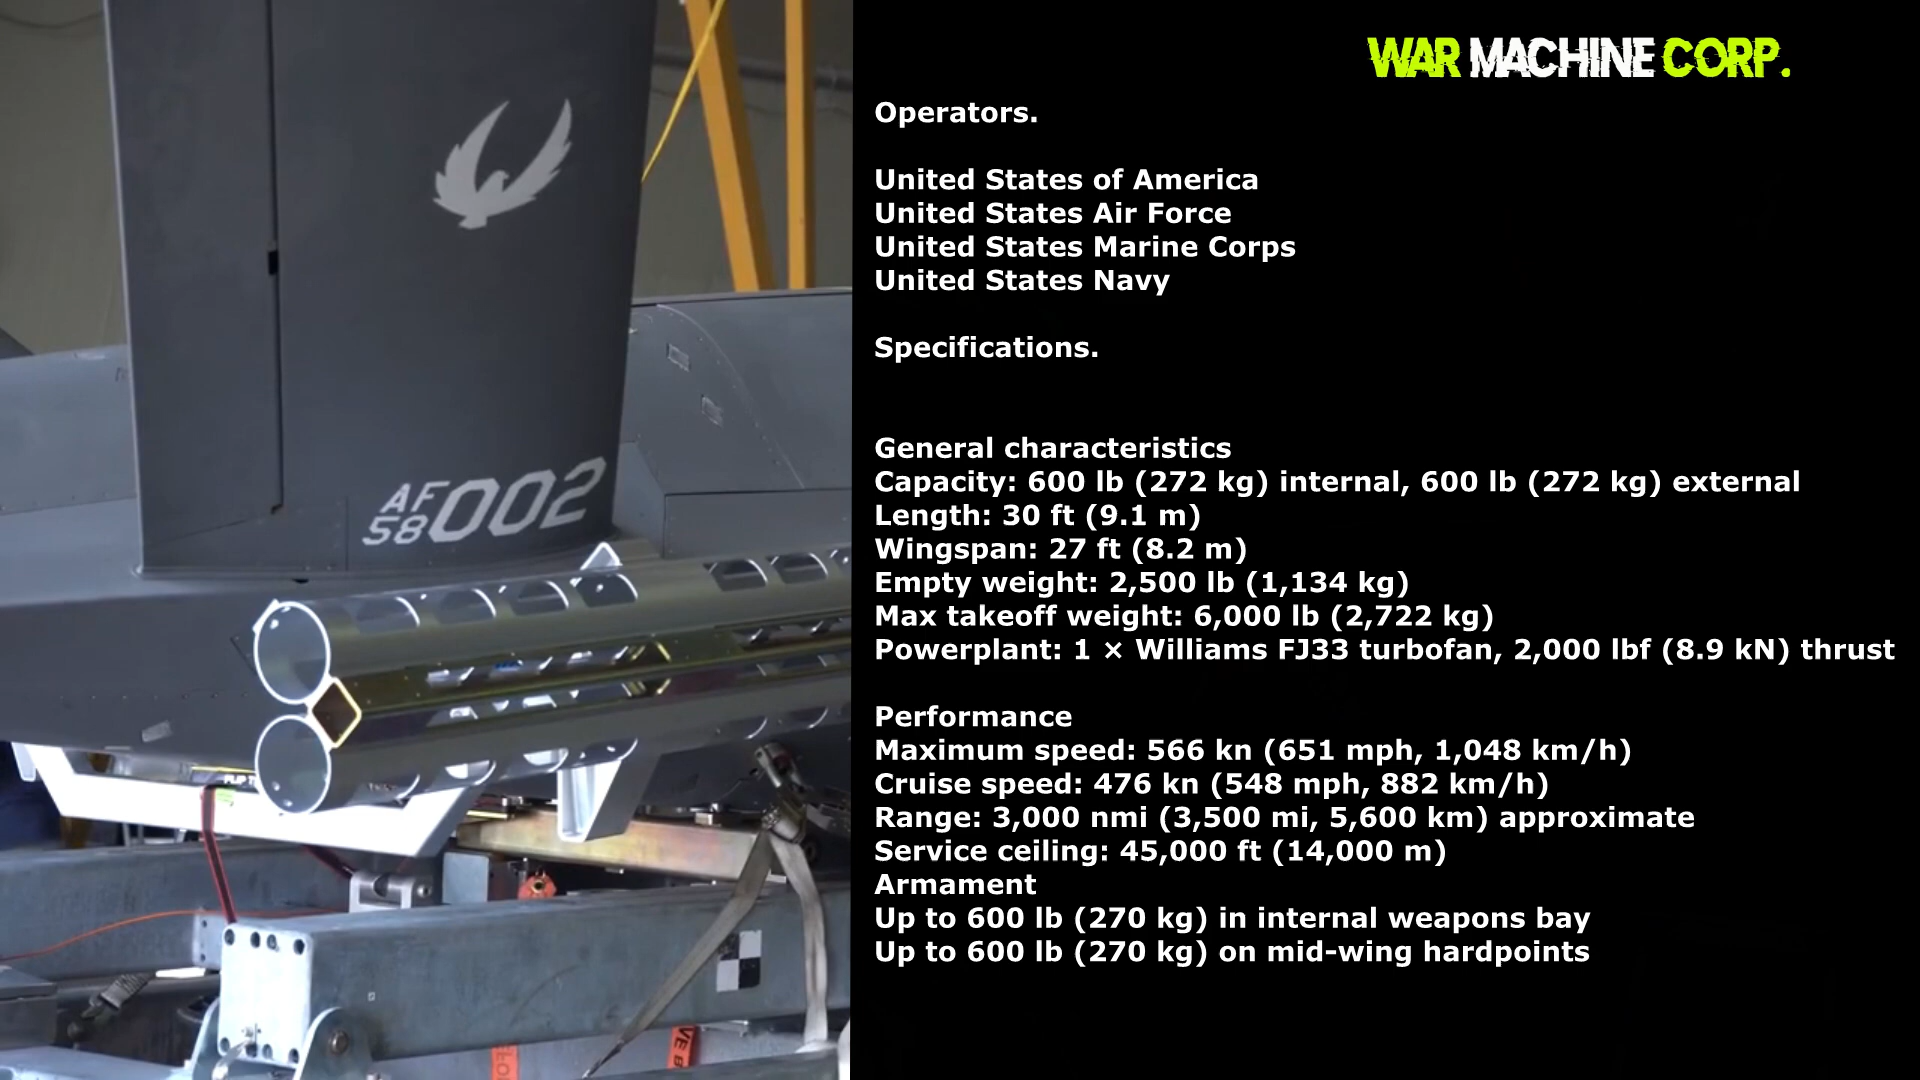 WAR MACHINE CORP.
Operators.
United States of America
United States Air Force
United States Marine Corps
United States Navy
Specifications.
General characteristics
Capacity: 600 lb (272 kg) internal, 600 lb (272 kg) external
Length: 30 ft (9.1 m)
Wingspan: 27 ft (8.2 m)
Empty weight: 2,500 lb (1,134 kg)
Max takeoff weight: 6,000 lb (2,722 kg)
Powerplant: 1 × Williams FJ33 turbofan, 2,000 lbf (8.9 kN) thrust
Performance
Maximum speed: 566 kn (651 mph, 1,048 km/h)
Cruise speed: 476 kn (548 mph, 882 km/h)
Range: 3,000 nmi (3,500 mi, 5,600 km) approximate
Service ceiling: 45,000 ft (14,000 m)
Armament
Up to 600 lb (270 kg) in internal weapons bay
Up to 600 lb (270 kg) on mid-wing hardpoints
AF
58 002